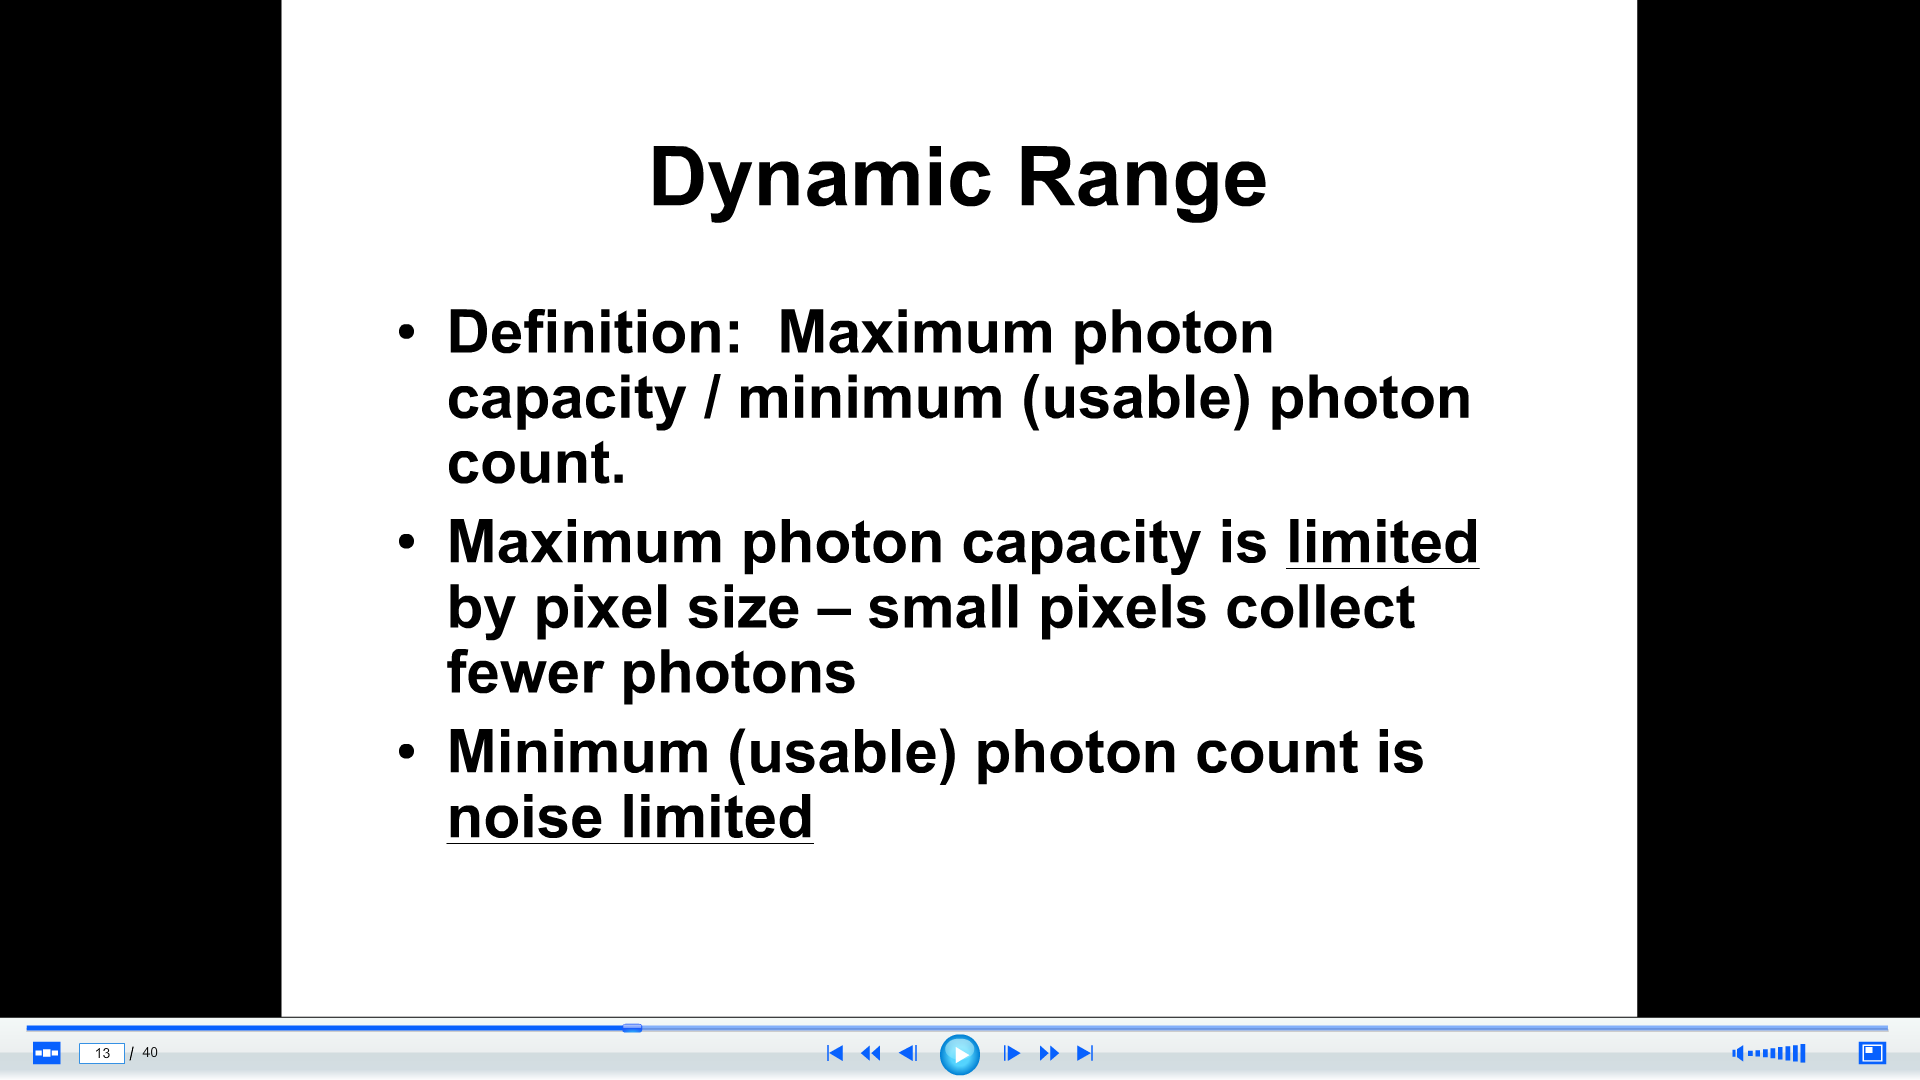 Dynamic Range
• Definition:  Maximum photon
capacity / minimum (usable) photon
count.
• Maximum photon capacity is limited
by pixel size – small pixels collect
fewer photons
• Minimum (usable) photon count is
noise limited
13 / 40